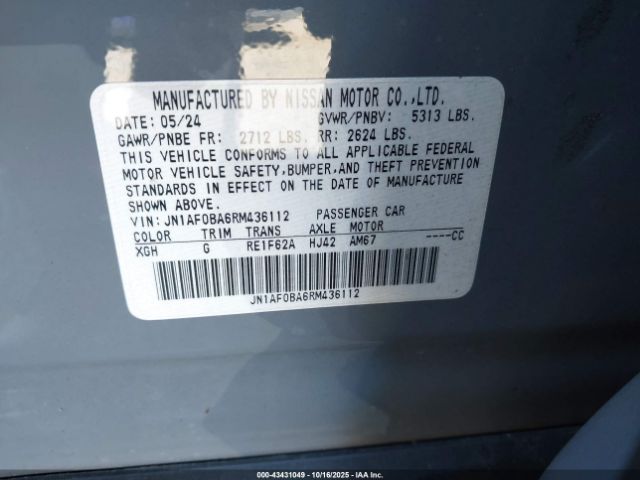 MANUFACTURED BY NISSAN MOTOR CO.,LTD.
DATE: 05/24 GVWR/PNBV: 5313 LBS.
GAWR/PNBE FR: 2712 LBS. RR: 2624 LBS.
THIS VEHICLE CONFORMS TO ALL APPLICABLE FEDERAL
MOTOR VEHICLE SAFETY, BUMPER, AND THEFT PREVENTION
STANDARDS IN EFFECT ON THE DATE OF MANUFACTURE
SHOWN ABOVE.
VIN: JN1AF0BA6RM436112 PASSENGER CAR
COLOR TRIM TRANS AXLE MOTOR
XGH G RE1F62A HJ42 AM67 ----CC
JN1AF0BA6RM436112
000-43431049 | 10/16/2025 - IAA Inc.